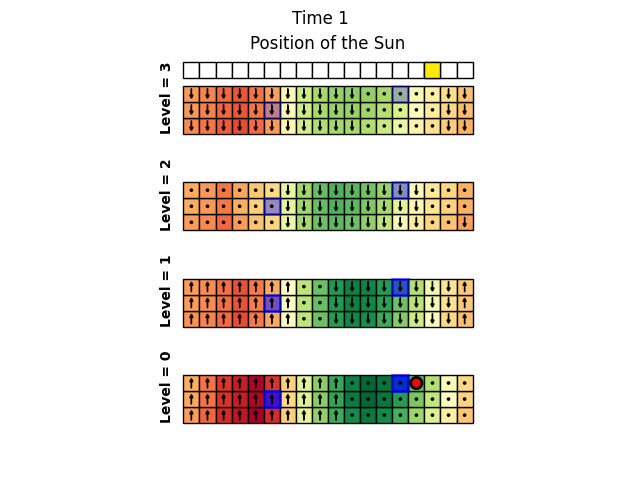 Time 1
Position of the Sun
Level = 3
Level = 2
Level = 1
Level = 0